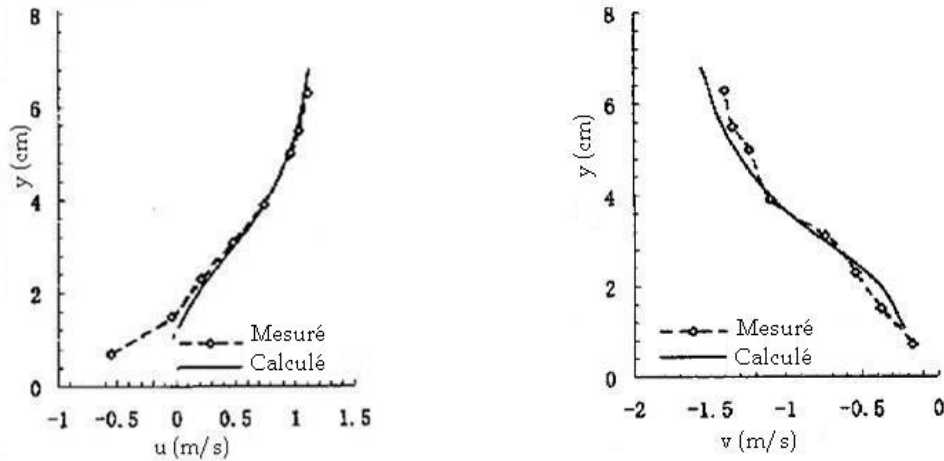 8
6
4
2
0
y (cm)
Mesuré
Calculé
-1 -0.5 0 0.5 1 1.5
u (m/s)
8
6
4
2
0
y (cm)
Mesuré
Calculé
-2 -1.5 -1 -0.5 0
v (m/s)